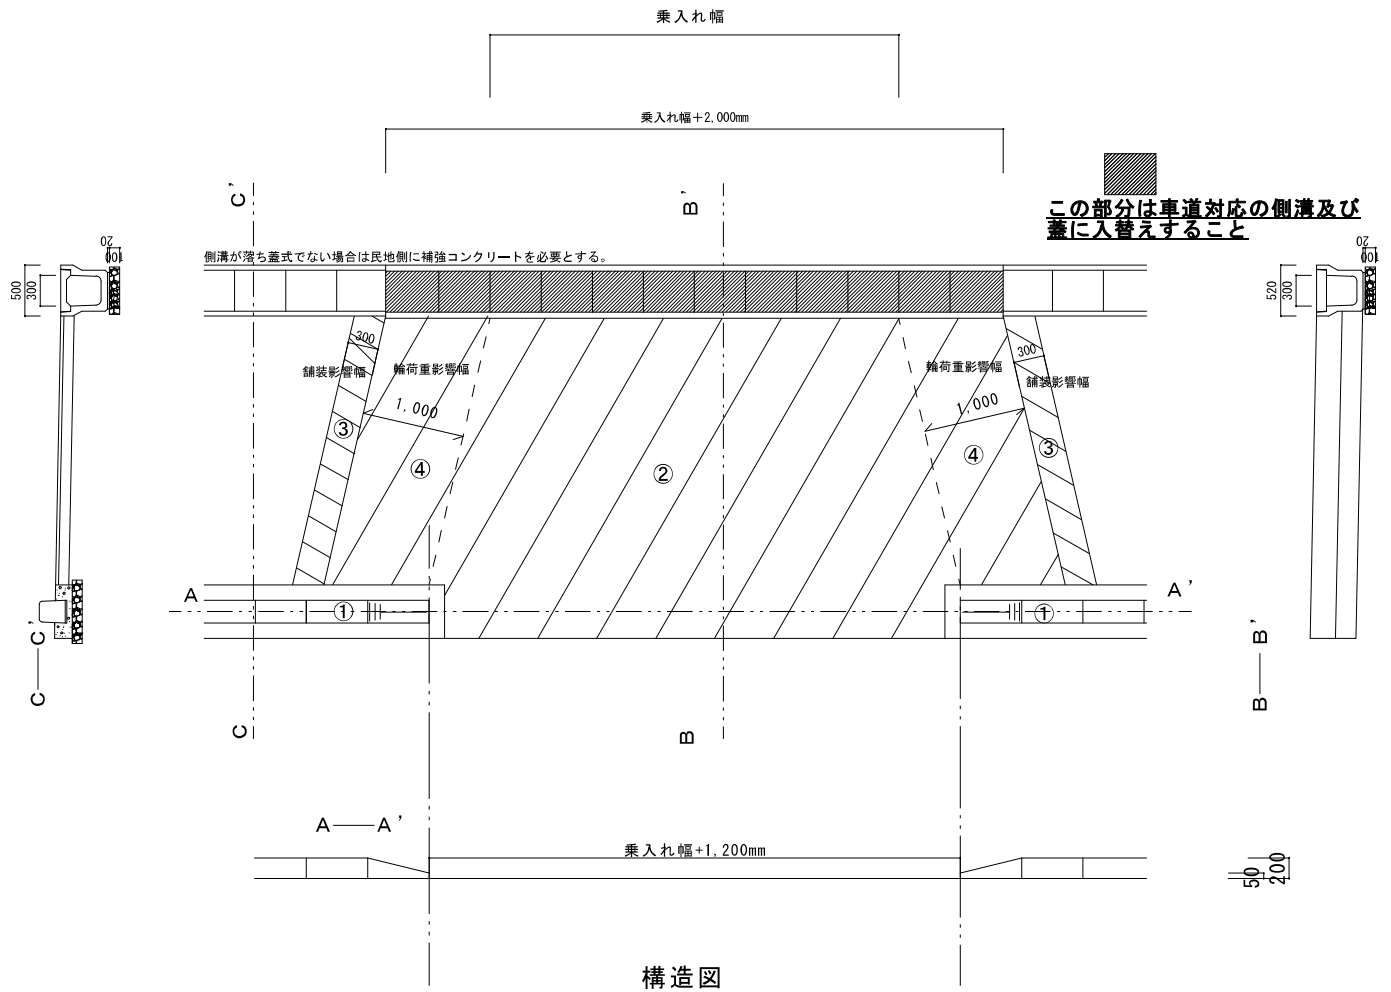 乗入れ幅
乗入れ幅＋2,000mm
C'
B'
この部分は車道対応の側溝及び
蓋に入替えすること
側溝が落ち蓋式でない場合は民地側に補強コンクリートを必要とする。
20
100
500
300
20
100
520
300
300
舗装影響幅
輪荷重影響幅
1,000
輪荷重影響幅
300
舗装影響幅
1,000
③
④
②
④
③
A
①
①
A'
C
B
C——C'
B——B'
A——A'
乗入れ幅+1,200mm
50
200
構造図